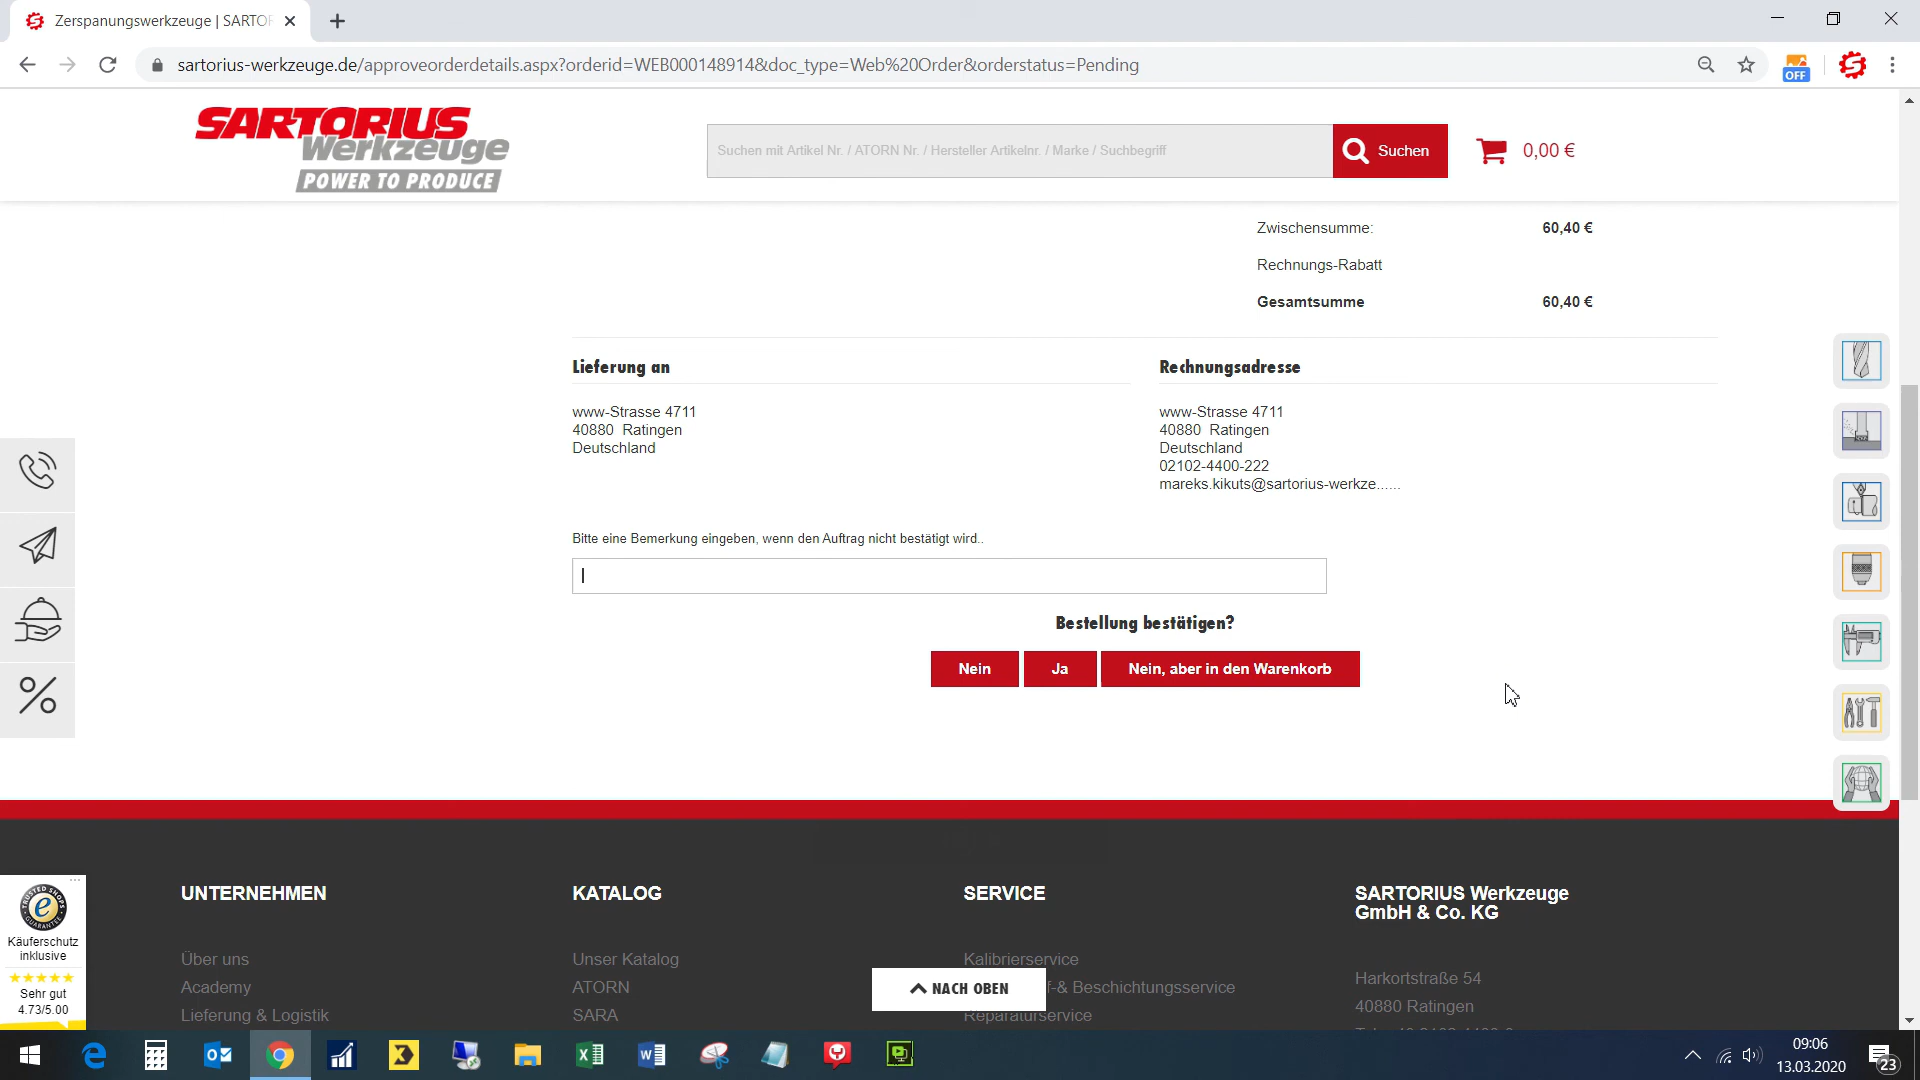 Zerspanungswerkzeuge | SARTOR
sartorius-werkzeuge.de/approveorderdetails.aspx?orderid=WEB000148914&doc_type=Web%20Order&orderstatus=Pending
OFF
SARTORIUS
Werkzeuge
POWER TO PRODUCE
Suchen mit Artikel Nr. / ATORN Nr. / Hersteller Artikelnr. / Marke / Suchbegriff
Suchen
0,00 €
Zwischensumme: 60,40 €
Rechnungs-Rabatt
Gesamtsumme 60,40 €
Lieferung an
www-Strasse 4711
40880 Ratingen
Deutschland
Rechnungsadresse
www-Strasse 4711
40880 Ratingen
Deutschland
02102-4400-222
mareks.kikuts@sartorius-werkze......
Bitte eine Bemerkung eingeben, wenn den Auftrag nicht bestätigt wird..
Bestellung bestätigen?
Nein
Ja
Nein, aber in den Warenkorb
UNTERNEHMEN
Über uns
Academy
Lieferung & Logistik
KATALOG
Unser Katalog
ATORN
SARA
SERVICE
Kalibrierservice
f-& Beschichtungsservice
Reparaturservice
SARTORIUS Werkzeuge
GmbH & Co. KG
Harkortstraße 54
40880 Ratingen
NACH OBEN
TRUSTED SHOPS
GUARANTEE
Käuferschutz
inklusive
Sehr gut
4.73/5.00
09:06
13.03.2020
23